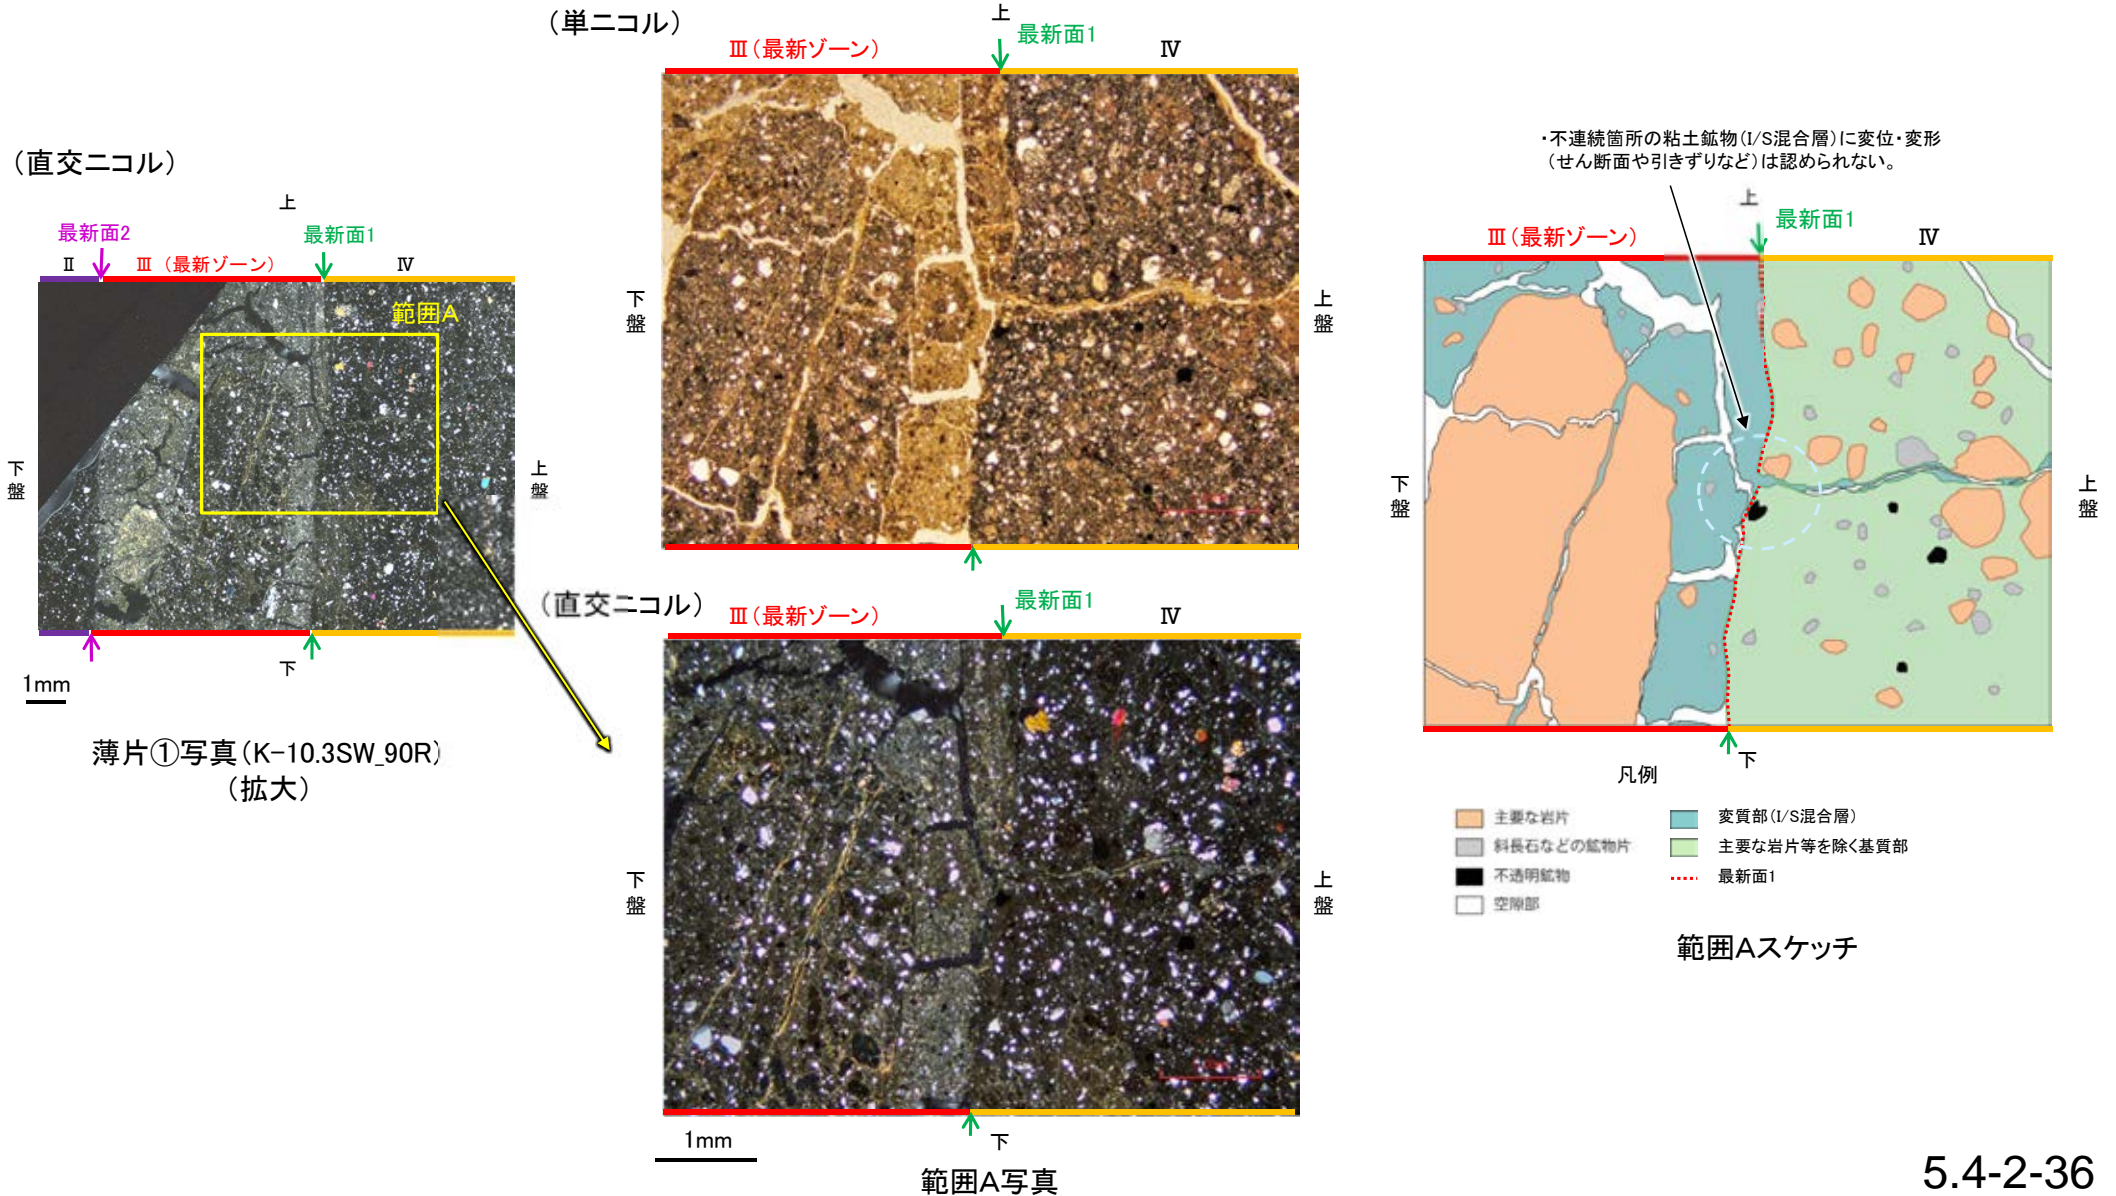 （直交ニコル）
上
最新面2
最新面1
Ⅱ
Ⅲ（最新ゾーン）
Ⅳ
範囲A
下盤
上盤
下
1mm
薄片①写真（K-10.3SW_90R）
（拡大）
（単ニコル）
上
最新面1
Ⅲ（最新ゾーン）
Ⅳ
下盤
上盤
（直交ニコル）
Ⅲ（最新ゾーン）
最新面1
Ⅳ
下盤
上盤
下
1mm
範囲A写真
・不連続箇所の粘土鉱物(I/S混合層)に変位・変形
（せん断面や引きずりなど）は認められない。
上
最新面1
Ⅲ（最新ゾーン）
Ⅳ
下盤
上盤
下
凡例
主要な岩片
斜長石などの鉱物片
不透明鉱物
空隙部
変質部(I/S混合層)
主要な岩片等を除く基質部
最新面1
範囲Aスケッチ
5.4-2-36